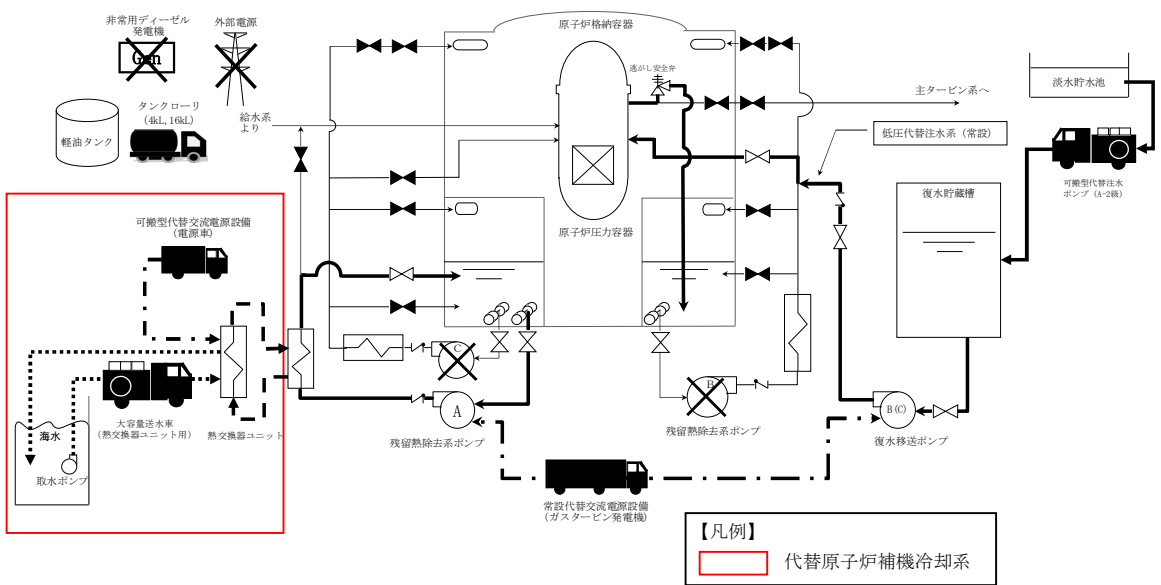 非常用ディーゼル
発電機
Gen
外部電源
軽油タンク
タンクローリ
(4kL, 16kL)
給水系
より
原子炉格納容器
逃がし安全弁
主タービン系へ
淡水貯水池
低圧代替注水系（常設）
可搬型代替注水
ポンプ（A-2級）
復水貯蔵槽
原子炉圧力容器
可搬型代替交流電源設備
（電源車）
大容量送水車
（熱交換器ユニット用）
熱交換器ユニット
海水
取水ポンプ
C
A
残留熱除去系ポンプ
B
残留熱除去系ポンプ
B(C)
復水移送ポンプ
常設代替交流電源設備
（ガスタービン発電機）
【凡例】
代替原子炉補機冷却系